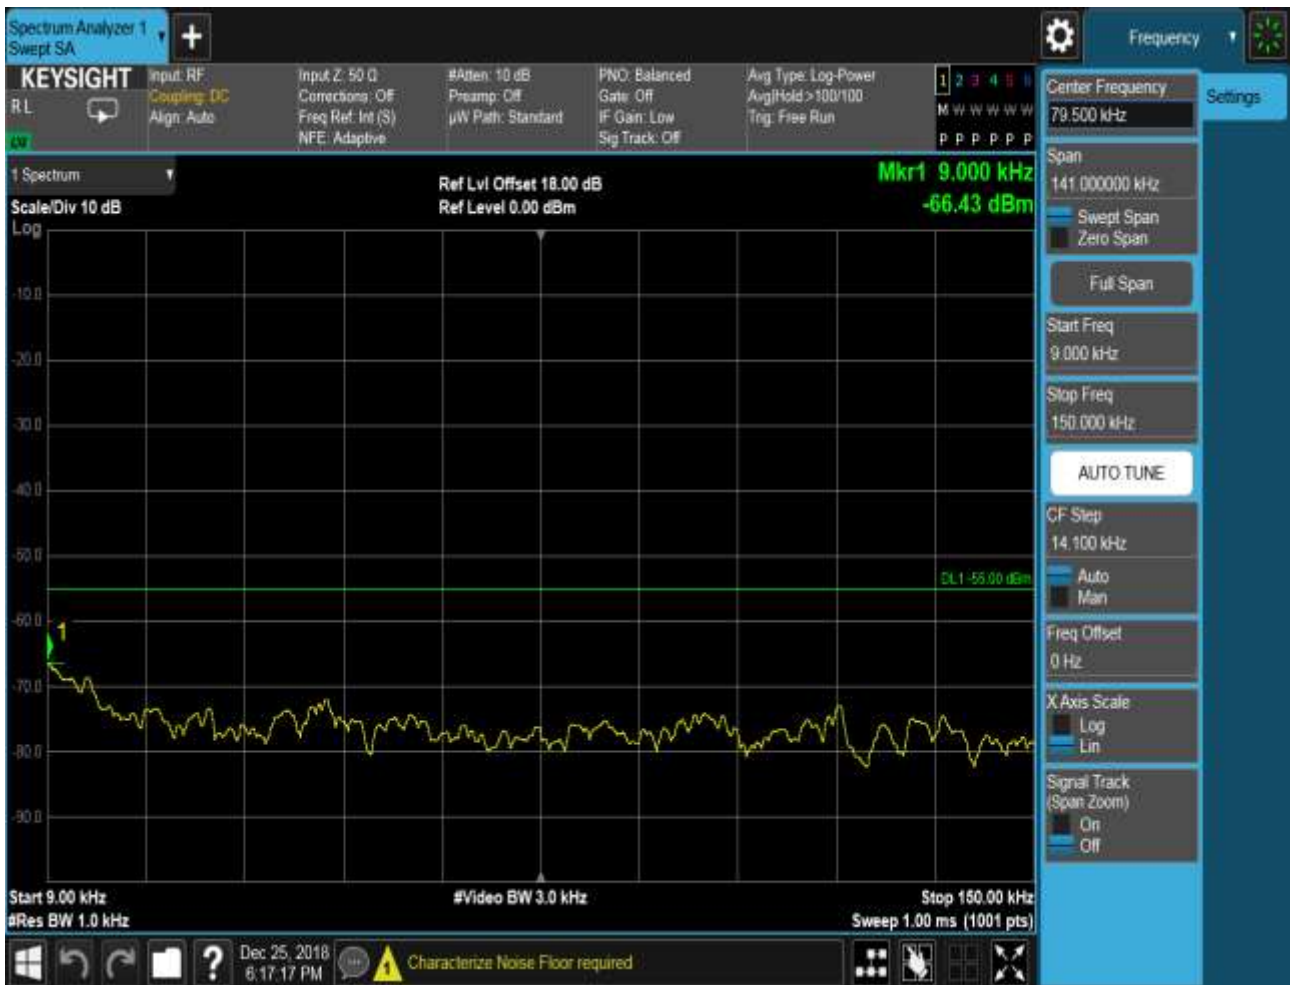 Spectrum Analyzer 1
Swept SA
Frequency
KEYSIGHT
R L
Input: RF
Coupling: DC
Align: Auto
Input Z: 50 Ω
Corrections: Off
Freq Ref: Int (S)
NFE: Adaptive
#Atten: 10 dB
Preamp: Off
µW Path: Standard
PNO: Balanced
Gate: Off
IF Gain: Low
Sig Track: Off
Avg Type: Log-Power
Avg|Hold: >100/100
Trig: Free Run
1 2 3 4 5 6
M W W W W W
P P P P P P
Center Frequency
79.500 kHz
Settings
Span
141.000000 kHz
Swept Span
Zero Span
Full Span
Start Freq
9.000 kHz
Stop Freq
150.000 kHz
AUTO TUNE
CF Step
14.100 kHz
Auto
Man
Freq Offset
0 Hz
X Axis Scale
Log
Lin
Signal Track
(Span Zoom)
On
Off
1 Spectrum
Scale/Div 10 dB
Log
Ref Lvl Offset 18.00 dB
Ref Level 0.00 dBm
Mkr1 9.000 kHz
-66.43 dBm
-10.0
-20.0
-30.0
-40.0
-50.0
DL1 -55.00 dBm
-60.0
1
-70.0
-80.0
-90.0
Start 9.00 kHz
#Video BW 3.0 kHz
Stop 150.00 kHz
#Res BW 1.0 kHz
Sweep 1.00 ms (1001 pts)
?
Dec 25, 2018
6:17:17 PM
1
Characterize Noise Floor required